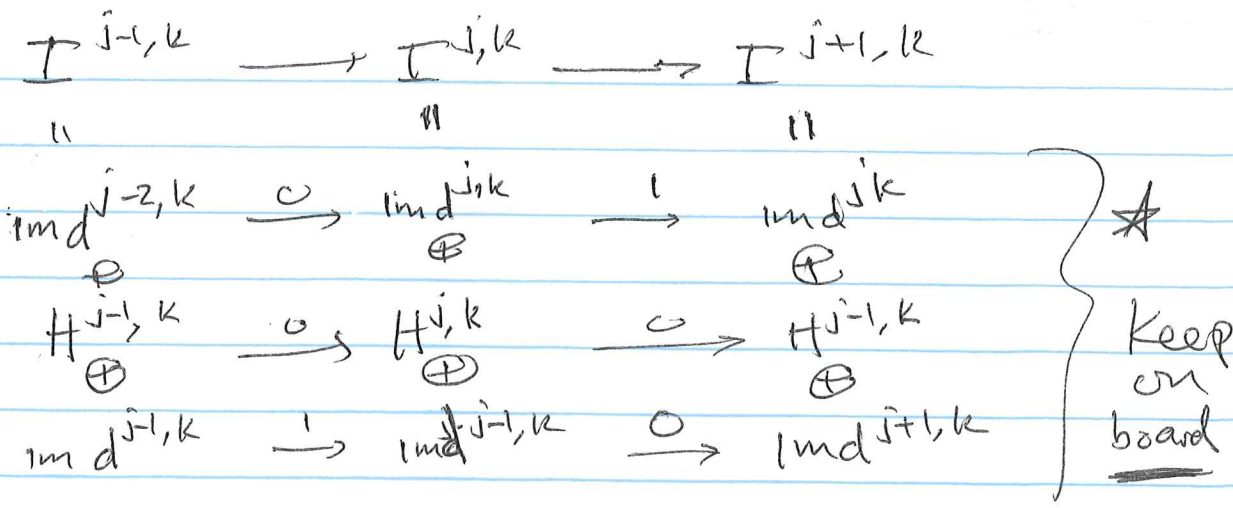 I^{j-1,k} ⟶ I^{j,k} ⟶ I^{j+1,k}
|| || ||
im d^{j-2,k} —0→ im d^{j,k} —1→ im d^{jk}
⊕ ⊕ ⊕
H^{j-1,k} —0→ H^{j,k} —0→ H^{j-1,k}
⊕ ⊕ ⊕
im d^{j-1,k} —1→ im d^{j-1,k} —0→ im d^{j+1,k}
☆
Keep
on
board